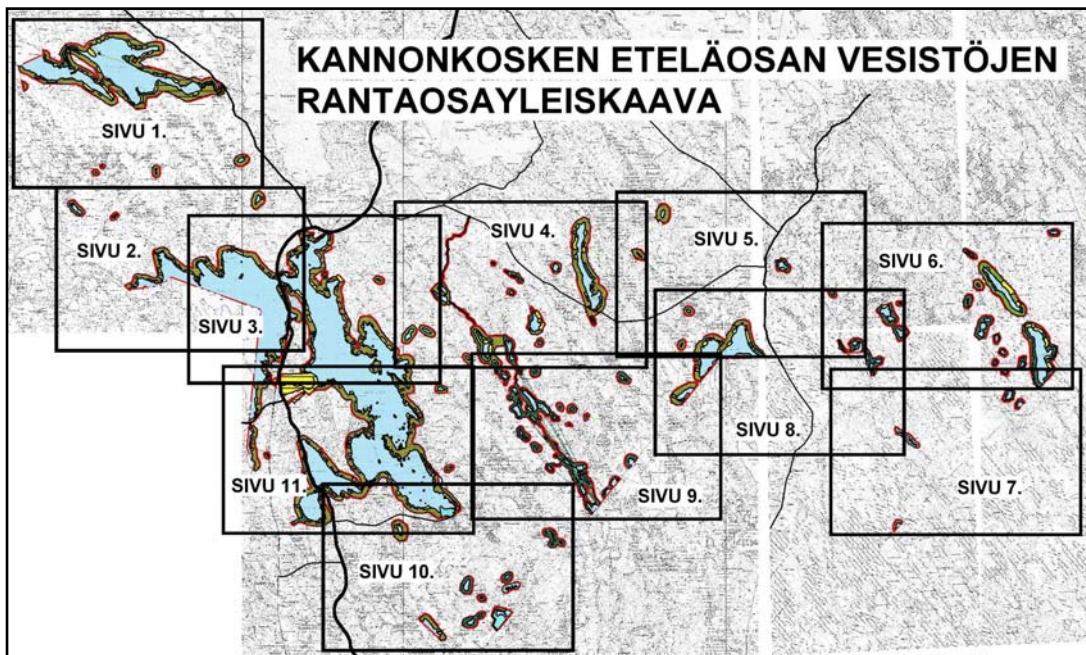 KANNONKOSKEN ETELÄOSAN VESISTÖJEN
RANTAOSAYLEISKAAVA
SIVU 1.
SIVU 2.
SIVU 3.
SIVU 4.
SIVU 5.
SIVU 6.
SIVU 7.
SIVU 8.
SIVU 9.
SIVU 10.
SIVU 11.